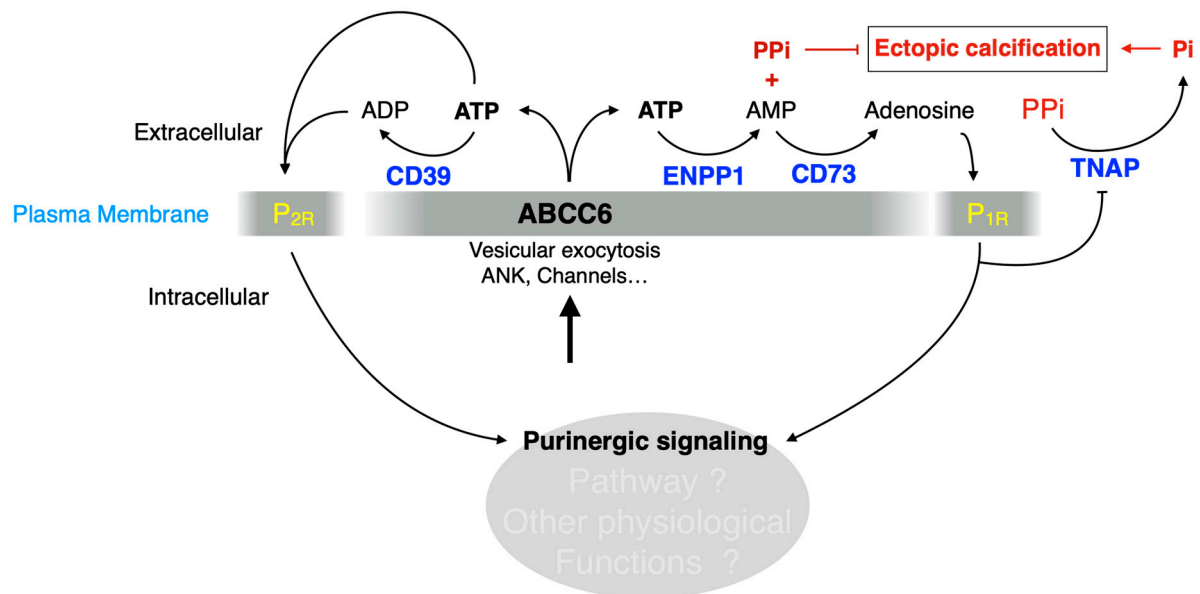 PPi
Ectopic calcification
Pi
+
ADP
ATP
ATP
AMP
Adenosine
PPi
Extracellular
CD39
ENPP1
CD73
TNAP
Plasma Membrane
P2R
ABCC6
P1R
Vesicular exocytosis
ANK, Channels…
Intracellular
Purinergic signaling
Pathway ?
Other physiological
Functions ?